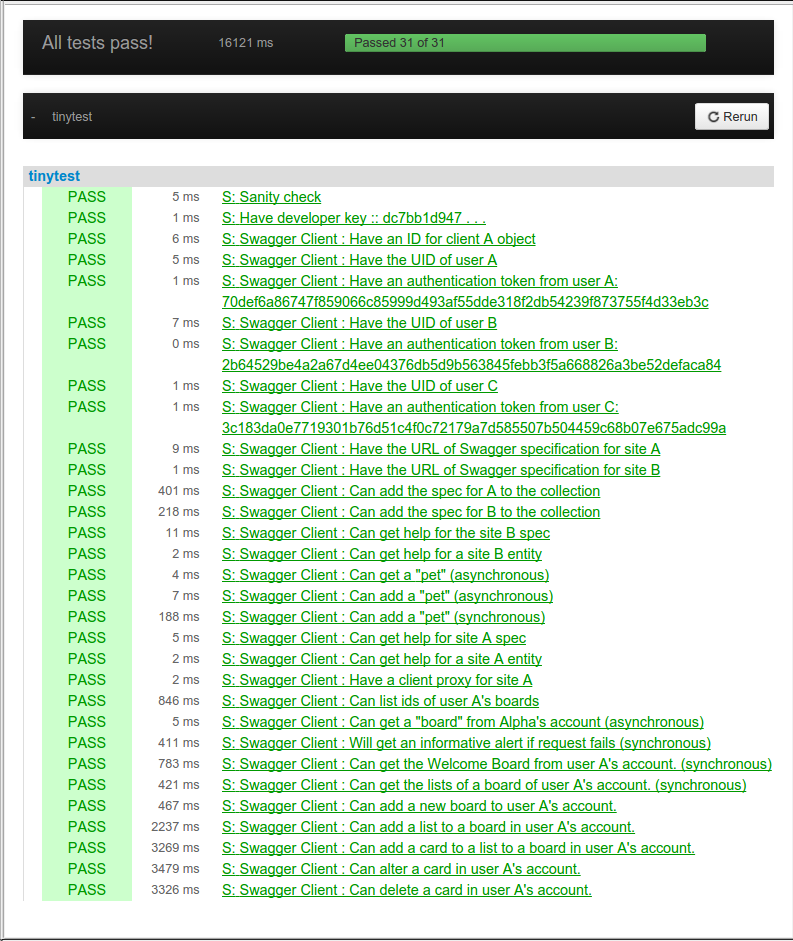 All tests pass! 16121 ms Passed 31 of 31
- tinytest Rerun
tinytest
PASS 5 ms S: Sanity check
PASS 1 ms S: Have developer key :: dc7bb1d947 . . .
PASS 6 ms S: Swagger Client : Have an ID for client A object
PASS 5 ms S: Swagger Client : Have the UID of user A
PASS 1 ms S: Swagger Client : Have an authentication token from user A:
70def6a86747f859066c85999d493af55dde318f2db54239f873755f4d33eb3c
PASS 7 ms S: Swagger Client : Have the UID of user B
PASS 0 ms S: Swagger Client : Have an authentication token from user B:
2b64529be4a2a67d4ee04376db5d9b563845febb3f5a668826a3be52defaca84
PASS 1 ms S: Swagger Client : Have the UID of user C
PASS 1 ms S: Swagger Client : Have an authentication token from user C:
3c183da0e7719301b76d51c4f0c72179a7d585507b504459c68b07e675adc99a
PASS 9 ms S: Swagger Client : Have the URL of Swagger specification for site A
PASS 1 ms S: Swagger Client : Have the URL of Swagger specification for site B
PASS 401 ms S: Swagger Client : Can add the spec for A to the collection
PASS 218 ms S: Swagger Client : Can add the spec for B to the collection
PASS 11 ms S: Swagger Client : Can get help for the site B spec
PASS 2 ms S: Swagger Client : Can get help for a site B entity
PASS 4 ms S: Swagger Client : Can get a "pet" (asynchronous)
PASS 7 ms S: Swagger Client : Can add a "pet" (asynchronous)
PASS 188 ms S: Swagger Client : Can add a "pet" (synchronous)
PASS 5 ms S: Swagger Client : Can get help for site A spec
PASS 2 ms S: Swagger Client : Can get help for a site A entity
PASS 2 ms S: Swagger Client : Have a client proxy for site A
PASS 846 ms S: Swagger Client : Can list ids of user A's boards
PASS 5 ms S: Swagger Client : Can get a "board" from Alpha's account (asynchronous)
PASS 411 ms S: Swagger Client : Will get an informative alert if request fails (synchronous)
PASS 783 ms S: Swagger Client : Can get the Welcome Board from user A's account. (synchronous)
PASS 421 ms S: Swagger Client : Can get the lists of a board of user A's account. (synchronous)
PASS 467 ms S: Swagger Client : Can add a new board to user A's account.
PASS 2237 ms S: Swagger Client : Can add a list to a board in user A's account.
PASS 3269 ms S: Swagger Client : Can add a card to a list to a board in user A's account.
PASS 3479 ms S: Swagger Client : Can alter a card in user A's account.
PASS 3326 ms S: Swagger Client : Can delete a card in user A's account.